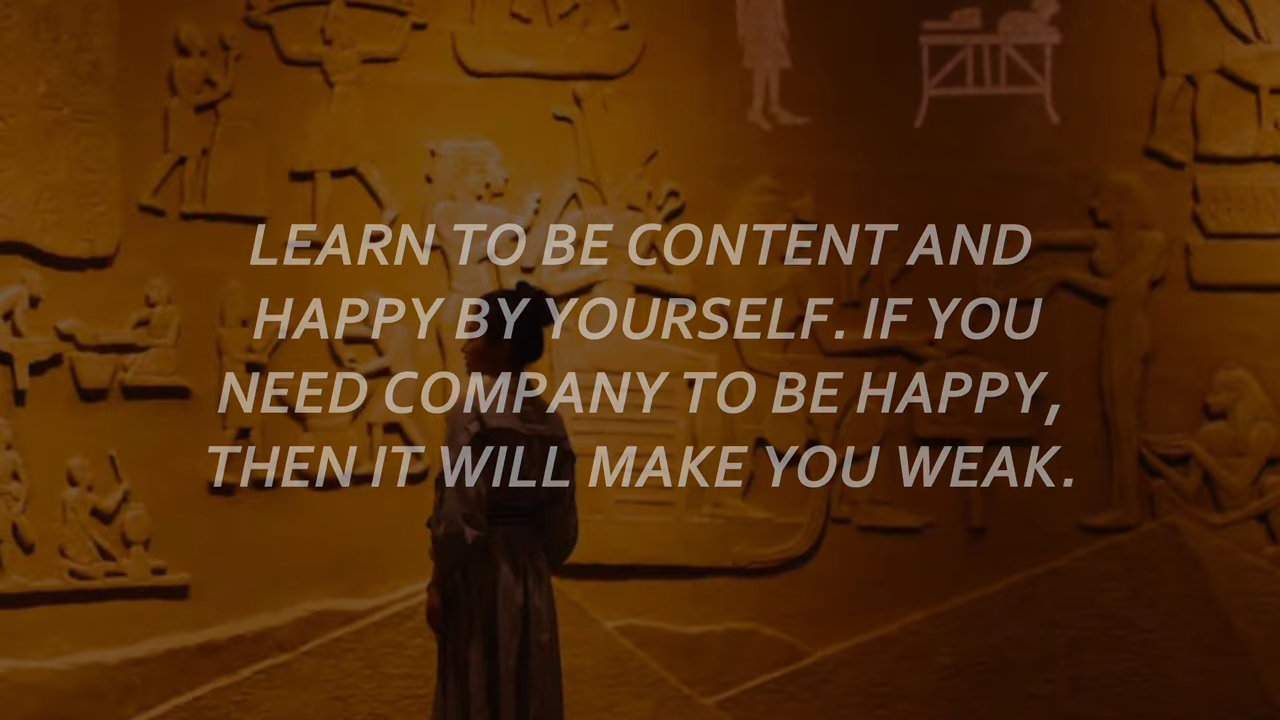 LEARN TO BE CONTENT AND
HAPPY BY YOURSELF. IF YOU
NEED COMPANY TO BE HAPPY,
THEN IT WILL MAKE YOU WEAK.